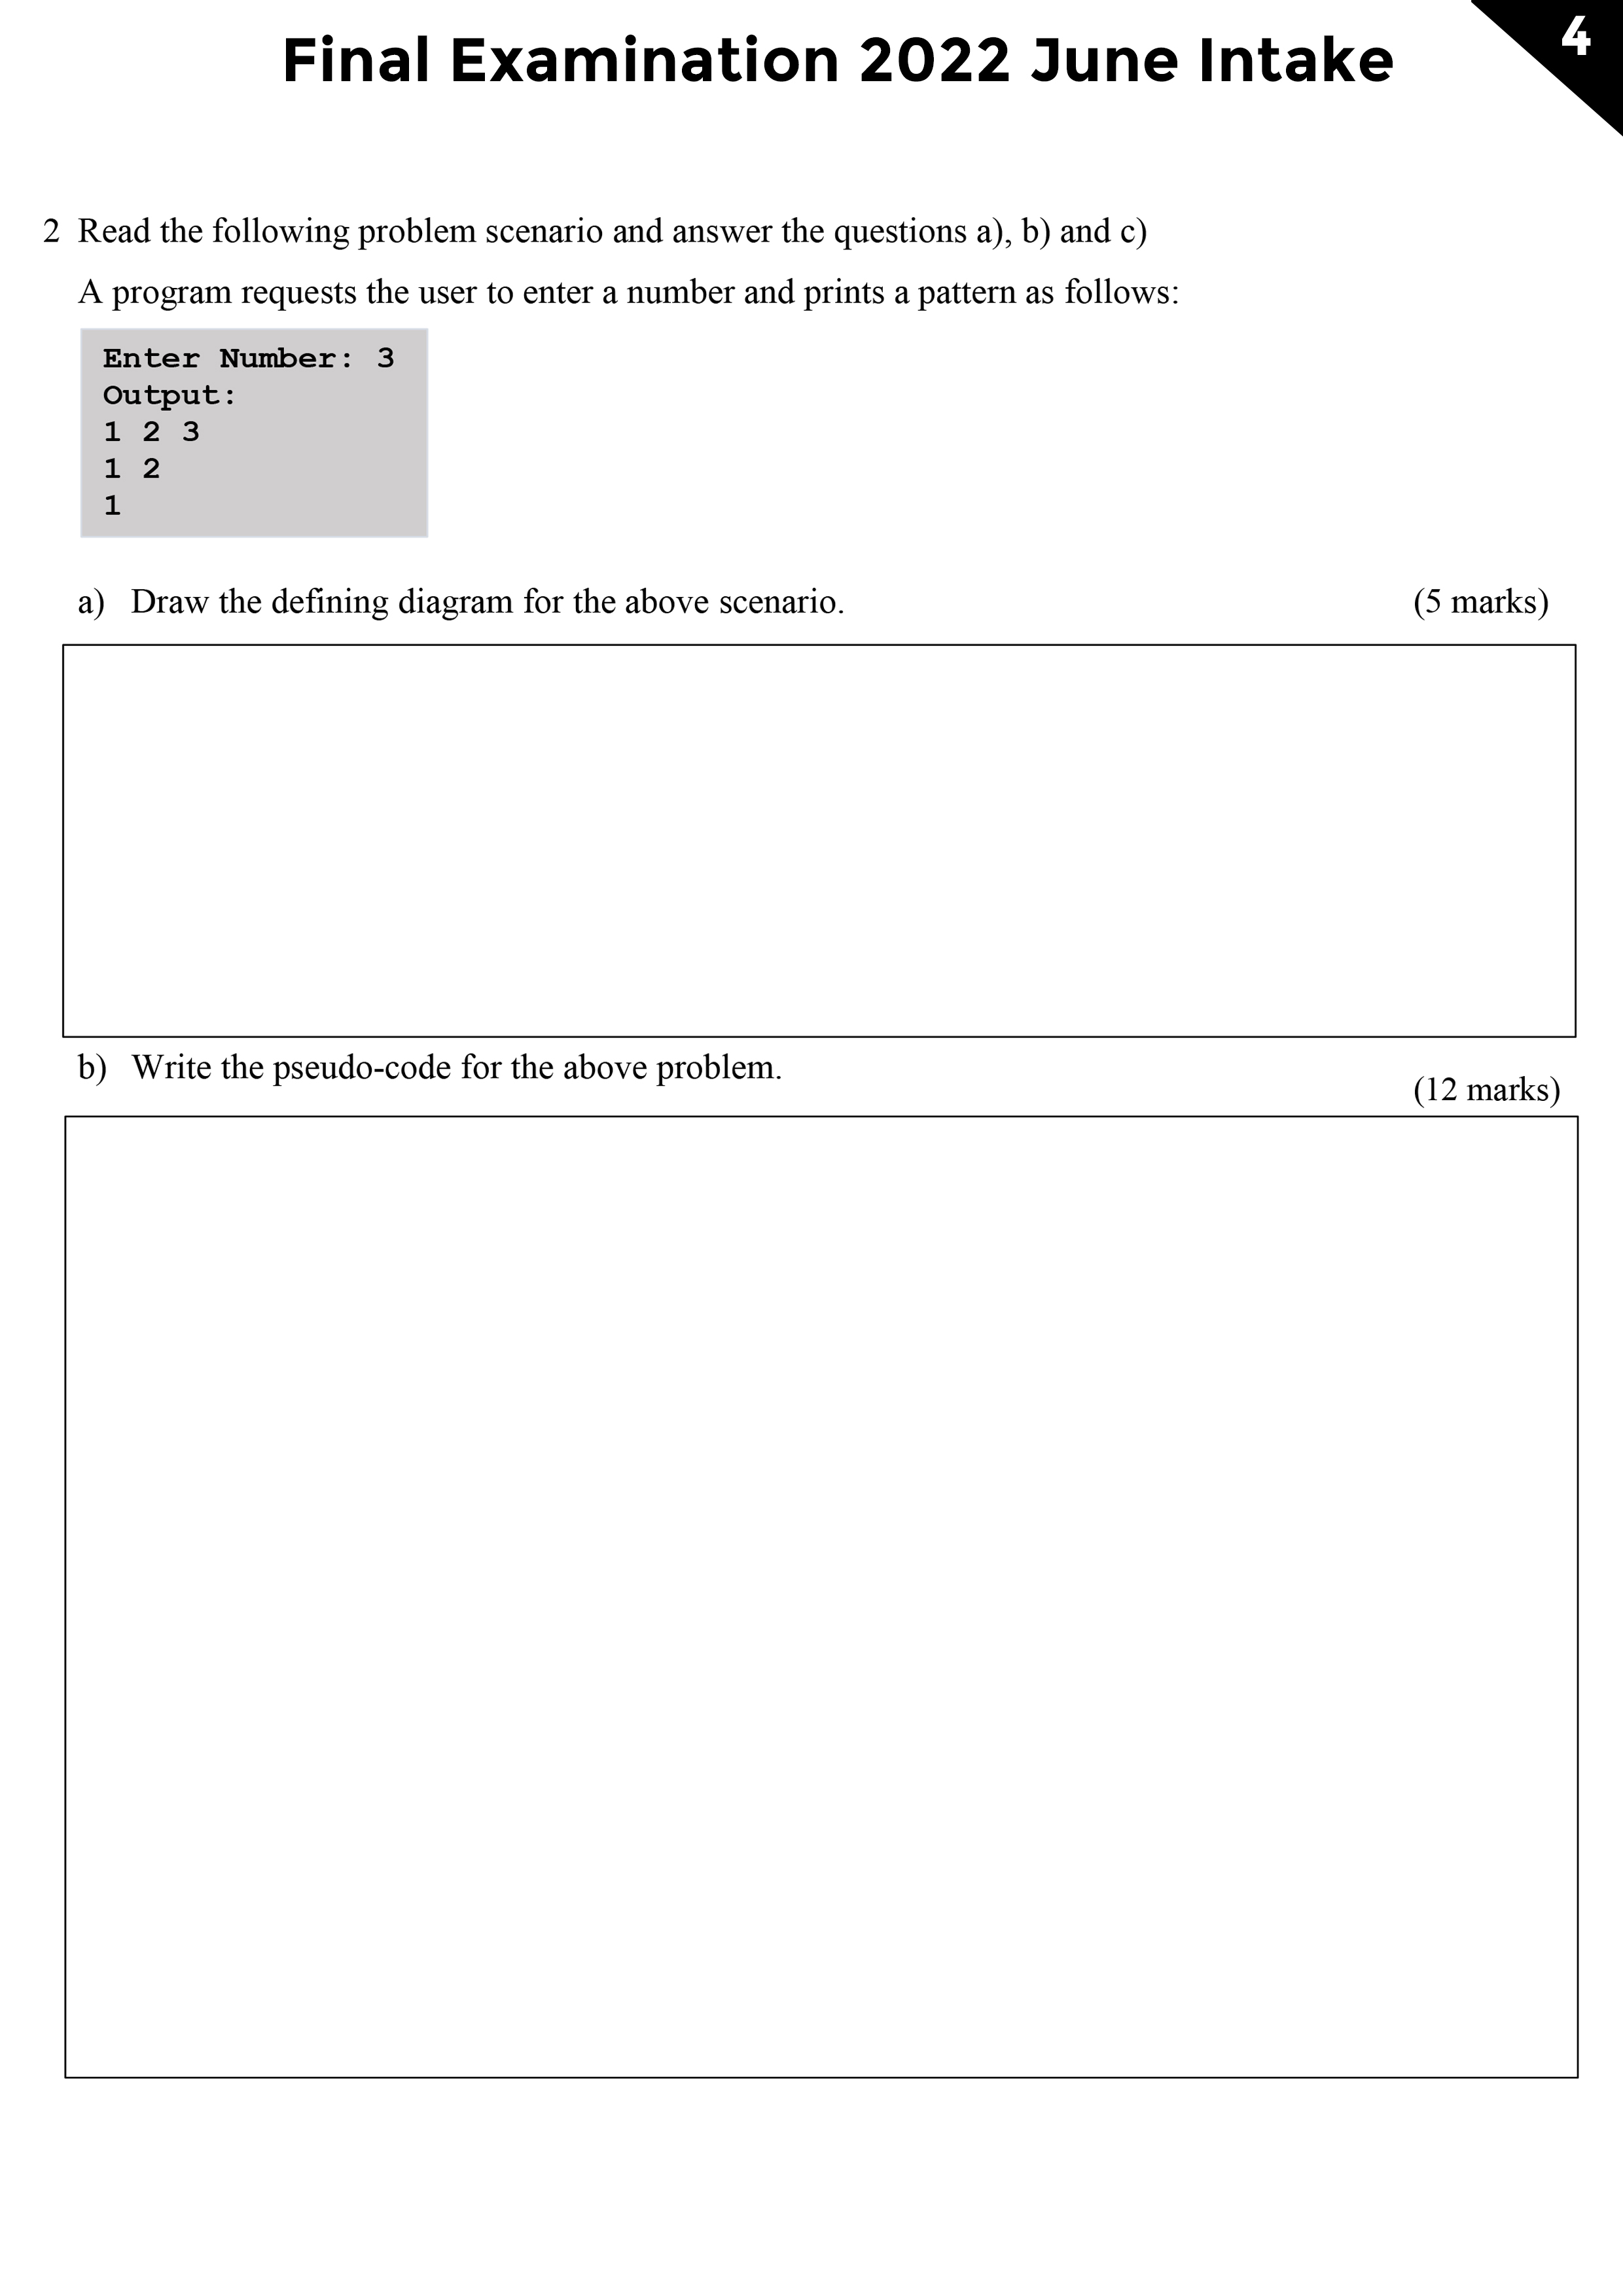 Final Examination 2022 June Intake
4
2 Read the following problem scenario and answer the questions a), b) and c)
A program requests the user to enter a number and prints a pattern as follows:
Enter Number: 3
Output:
1 2 3
1 2
1
a) Draw the defining diagram for the above scenario. (5 marks)
b) Write the pseudo-code for the above problem.
(12 marks)